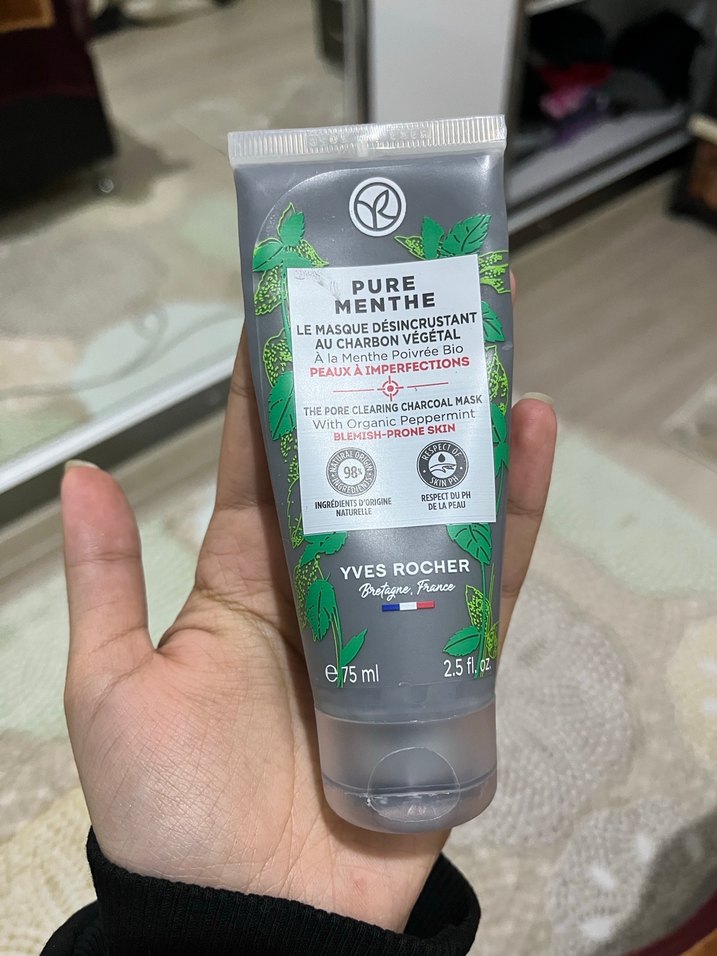 PURE
MENTHE
LE MASQUE DÉSINCRUSTANT
AU CHARBON VÉGÉTAL
À la Menthe Poivrée Bio
PEAUX À IMPERFECTIONS
THE PORE CLEARING CHARCOAL MASK
With Organic Peppermint
BLEMISH-PRONE SKIN
NATURAL ORIGIN
98%
INGREDIENTS
INGRÉDIENTS D'ORIGINE
NATURELLE
RESPECT OF
SKIN PH
RESPECT DU PH
DE LA PEAU
YVES ROCHER
Bretagne, France
e 75 ml
2.5 fl. oz.